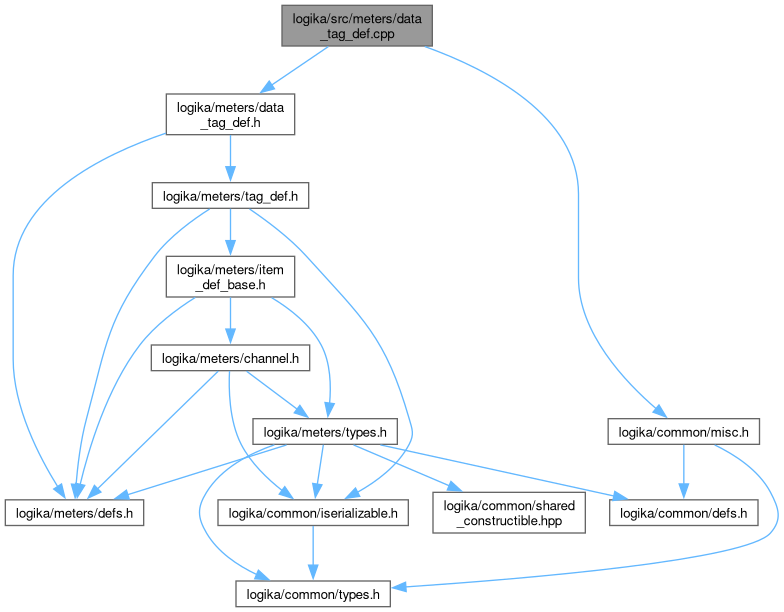 logika/src/meters/data
_tag_def.cpp
logika/meters/data
_tag_def.h
logika/meters/tag_def.h
logika/meters/item
_def_base.h
logika/meters/channel.h
logika/meters/types.h
logika/common/misc.h
logika/meters/defs.h
logika/common/iserializable.h
logika/common/shared
_constructible.hpp
logika/common/defs.h
logika/common/types.h